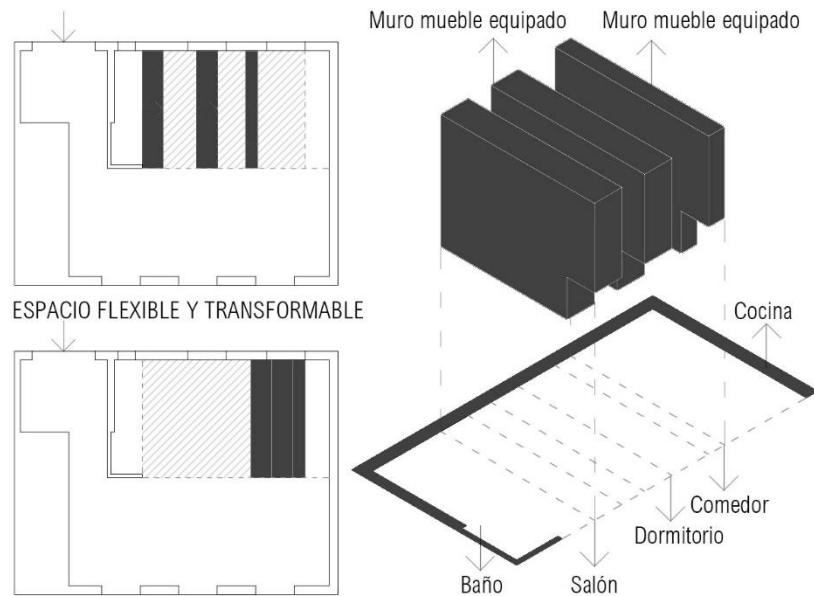 Muro mueble equipado
Muro mueble equipado
ESPACIO FLEXIBLE Y TRANSFORMABLE
Cocina
Comedor
Dormitorio
Baño
Salón